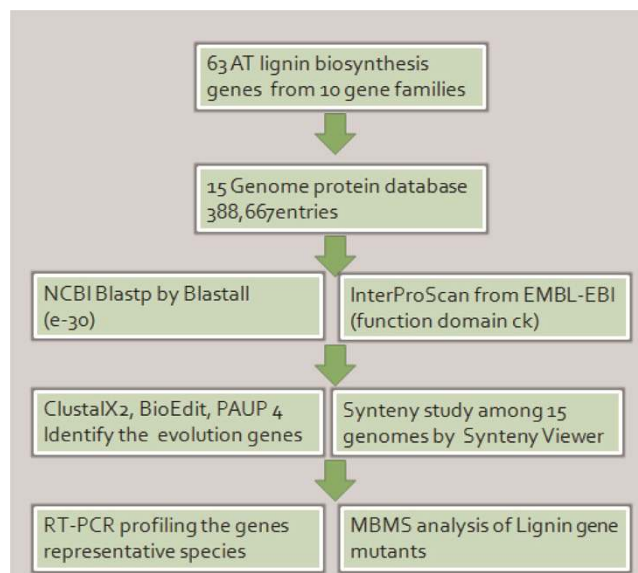 63 AT lignin biosynthesis
genes from 10 gene families
15 Genome protein database
388,667entries
NCBI Blastp by Blastall
(e-30)
InterProScan from EMBL-EBI
(function domain ck)
ClustalX2, BioEdit, PAUP 4
Identify the evolution genes
Synteny study among 15
genomes by Synteny Viewer
RT-PCR profiling the genes
representative species
MBMS analysis of Lignin gene
mutants